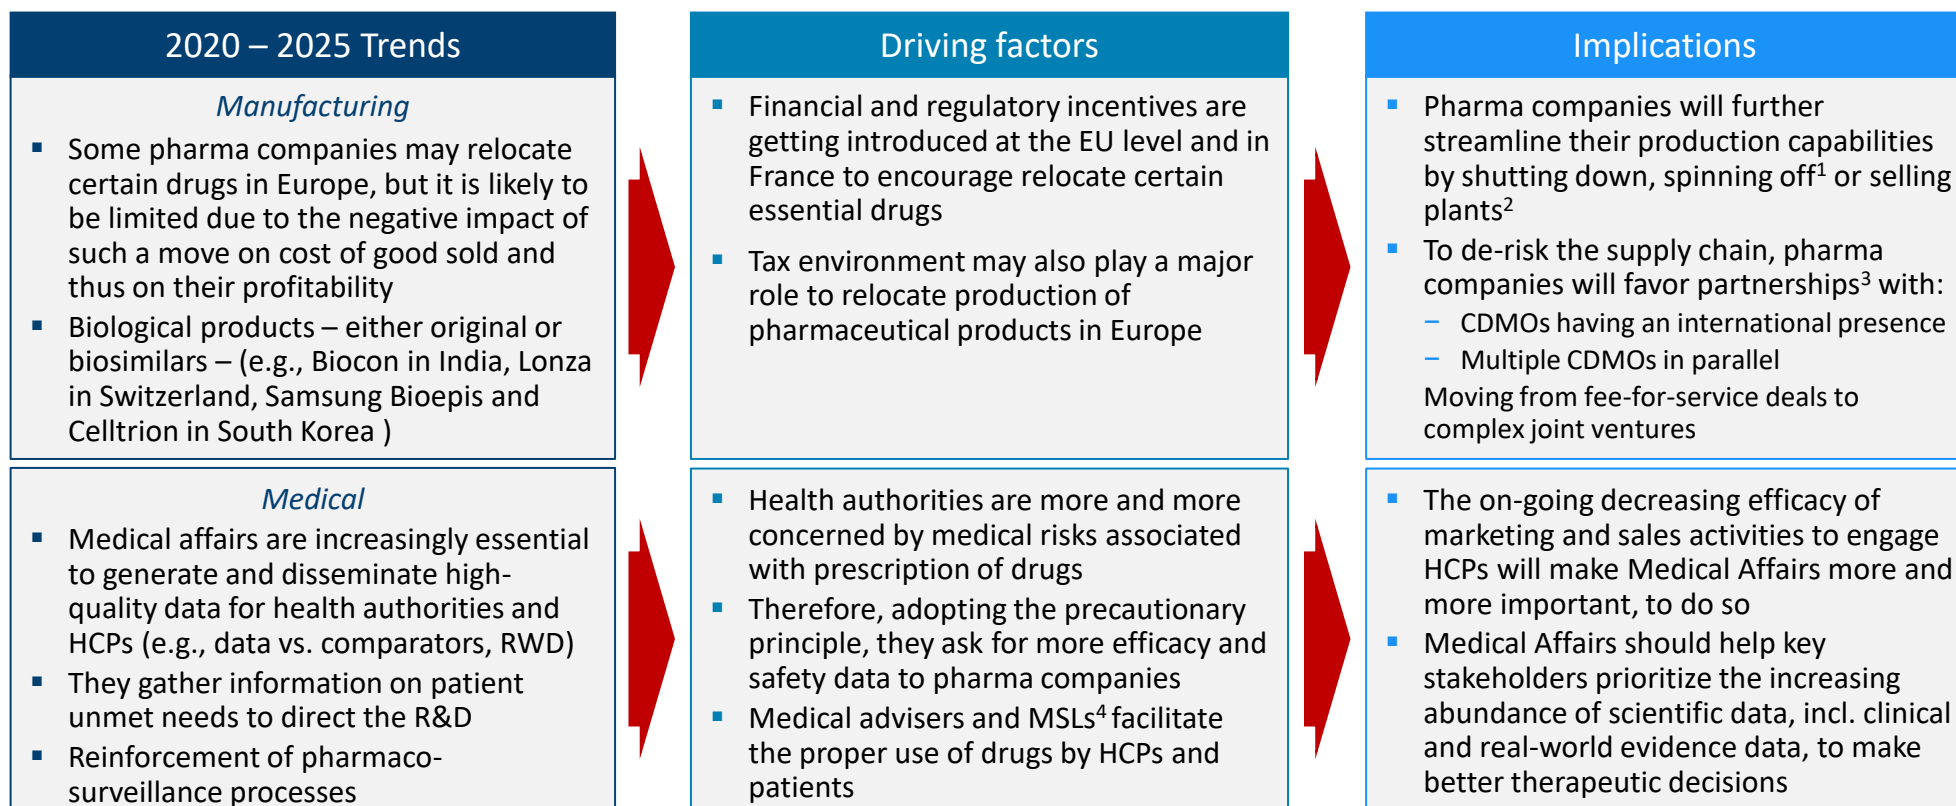 2020 – 2025 Trends
Driving factors
Implications
Manufacturing
▪ Some pharma companies may relocate
certain drugs in Europe, but it is likely to
be limited due to the negative impact of
such a move on cost of good sold and
thus on their profitability
▪ Biological products – either original or
biosimilars – (e.g., Biocon in India, Lonza
in Switzerland, Samsung Bioepis and
Celltrion in South Korea )
▪ Financial and regulatory incentives are
getting introduced at the EU level and in
France to encourage relocate certain
essential drugs
▪ Tax environment may also play a major
role to relocate production of
pharmaceutical products in Europe
▪ Pharma companies will further
streamline their production capabilities
by shutting down, spinning off¹ or selling
plants²
▪ To de-risk the supply chain, pharma
companies will favor partnerships³ with:
– CDMOs having an international presence
– Multiple CDMOs in parallel
Moving from fee-for-service deals to
complex joint ventures
Medical
▪ Medical affairs are increasingly essential
to generate and disseminate high-
quality data for health authorities and
HCPs (e.g., data vs. comparators, RWD)
▪ They gather information on patient
unmet needs to direct the R&D
▪ Reinforcement of pharmaco-
surveillance processes
▪ Health authorities are more and more
concerned by medical risks associated
with prescription of drugs
▪ Therefore, adopting the precautionary
principle, they ask for more efficacy and
safety data to pharma companies
▪ Medical advisers and MSLs⁴ facilitate
the proper use of drugs by HCPs and
patients
▪ The on-going decreasing efficacy of
marketing and sales activities to engage
HCPs will make Medical Affairs more and
more important, to do so
▪ Medical Affairs should help key
stakeholders prioritize the increasing
abundance of scientific data, incl. clinical
and real-world evidence data, to make
better therapeutic decisions